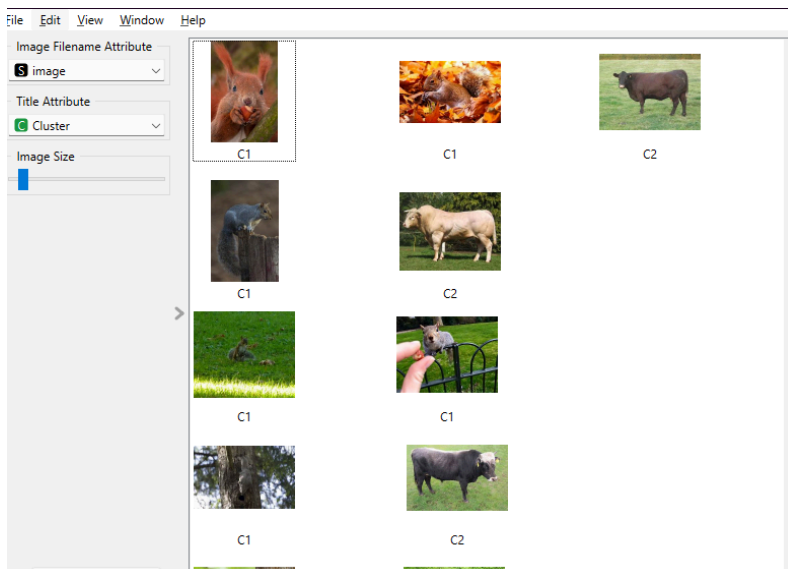 File Edit View Window Help
Image Filename Attribute
S image
Title Attribute
C Cluster
Image Size
C1 C1 C2
C1 C2
C1 C1
C1 C2